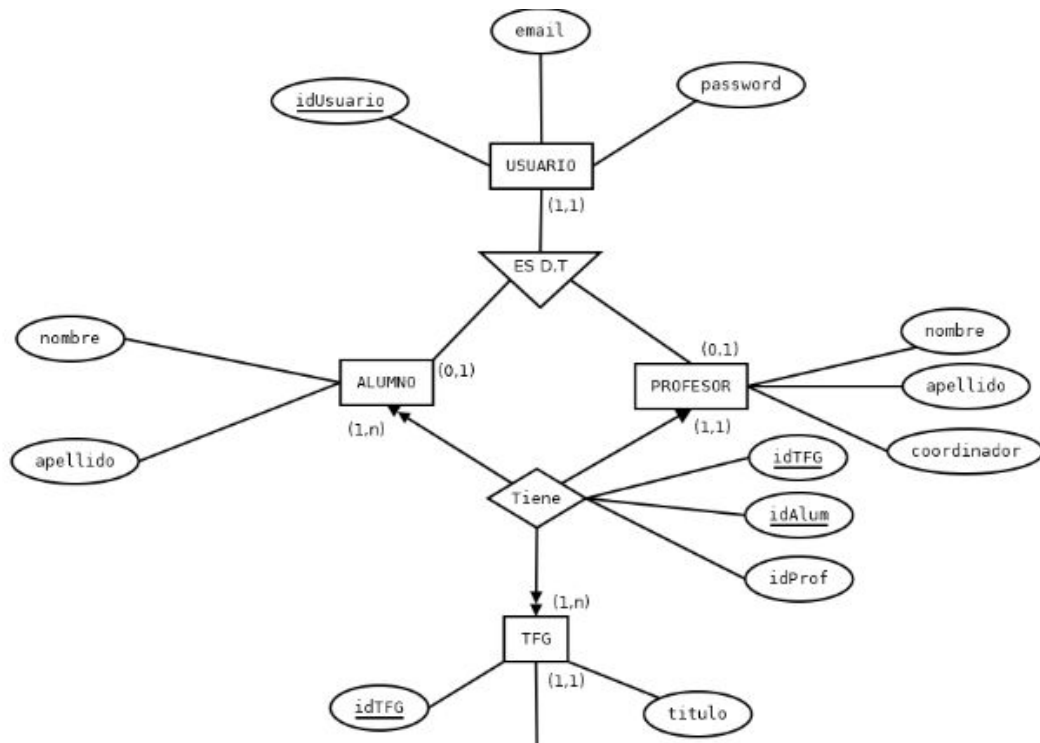 email
idUsuario
password
USUARIO
(1,1)
ES D.T
nombre
nombre
(0,1)
(0,1)
ALUMNO
PROFESOR
apellido
(1,n)
(1,1)
apellido
coordinador
idTFG
Tiene
idAlum
idProf
(1,n)
TFG
(1,1)
idTFG
titulo